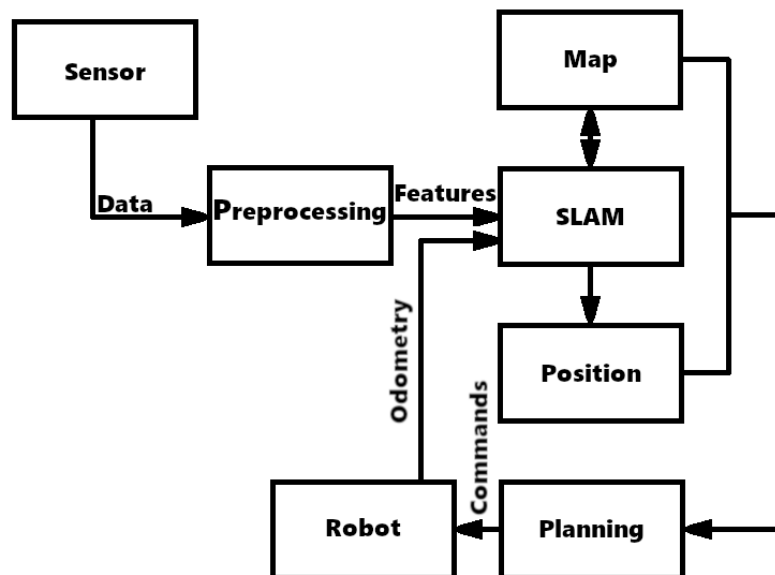 Sensor
Map
Data
Preprocessing
Features
SLAM
Odometry
Position
Commands
Robot
Planning